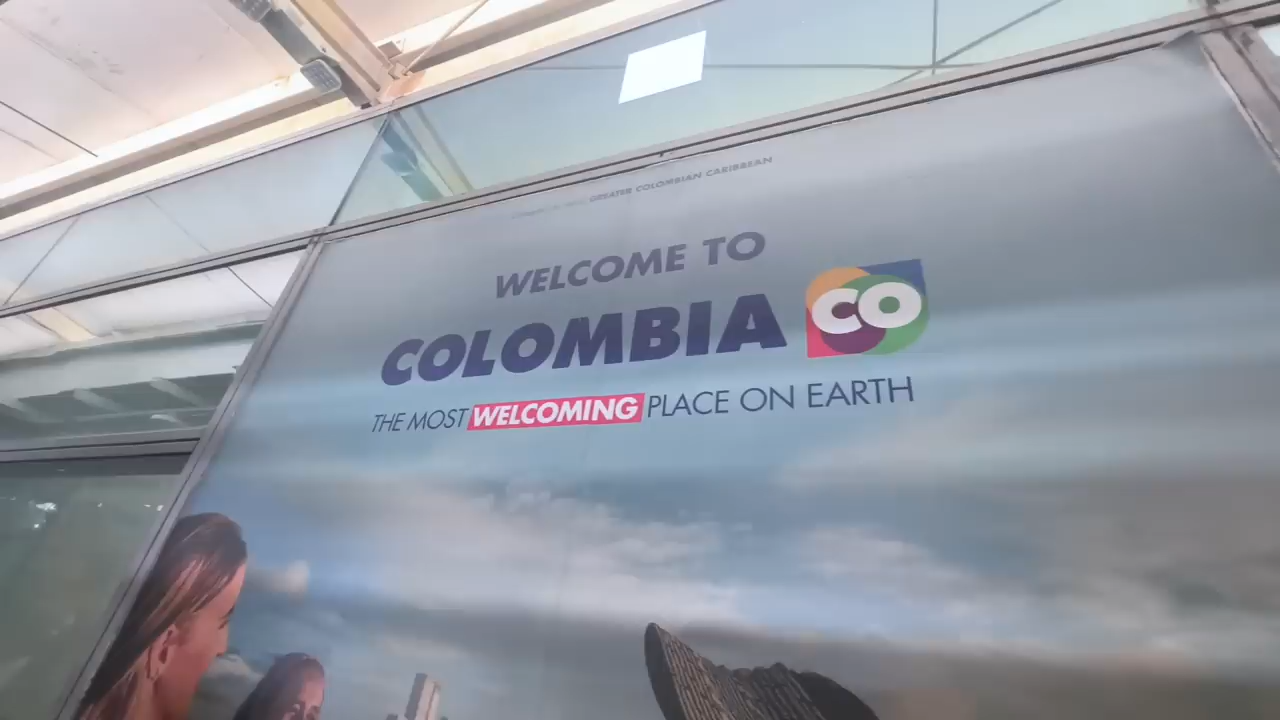 GREATER COLOMBIAN CARIBBEAN
WELCOME TO
COLOMBIA CO
THE MOST WELCOMING PLACE ON EARTH